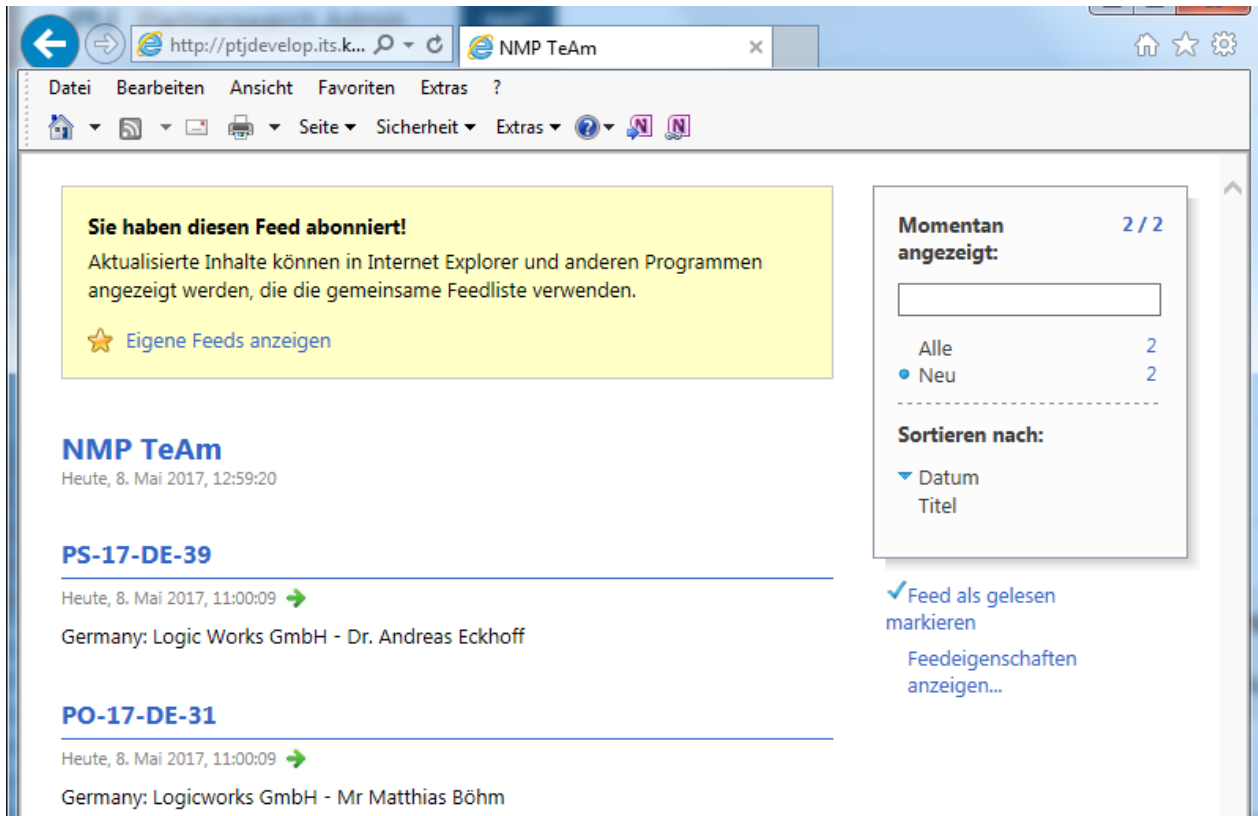 http://ptjdevelop.its.k...
NMP TeAm
Datei Bearbeiten Ansicht Favoriten Extras ?
Seite Sicherheit Extras
Sie haben diesen Feed abonniert!
Aktualisierte Inhalte können in Internet Explorer und anderen Programmen
angezeigt werden, die die gemeinsame Feedliste verwenden.
Eigene Feeds anzeigen
NMP TeAm
Heute, 8. Mai 2017, 12:59:20
PS-17-DE-39
Heute, 8. Mai 2017, 11:00:09
Germany: Logic Works GmbH - Dr. Andreas Eckhoff
PO-17-DE-31
Heute, 8. Mai 2017, 11:00:09
Germany: Logicworks GmbH - Mr Matthias Böhm
Momentan 2 / 2
angezeigt:
Alle 2
Neu 2
Sortieren nach:
Datum
Titel
Feed als gelesen
markieren
Feedeigenschaften
anzeigen...